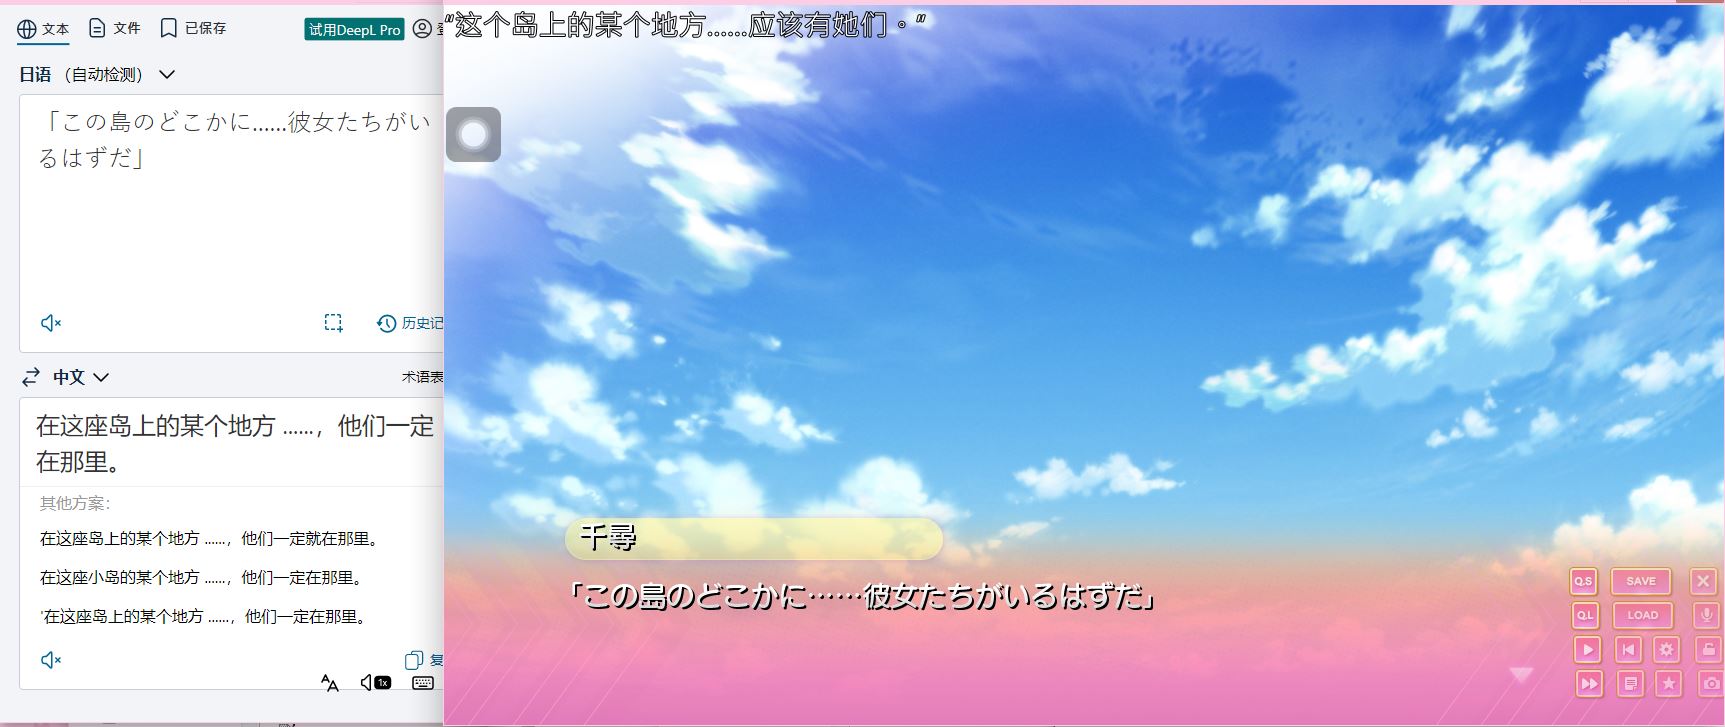 文本
文件
已保存
试用DeepL Pro
日语 （自动检测）
「この島のどこかに......彼女たちがい
るはずだ」
历史记
中文
术语表
在这座岛上的某个地方 ......，他们一定
在那里。
其他方案：
在这座岛上的某个地方 ......，他们一定就在那里。
在这座小岛的某个地方 ......，他们一定在那里。
'在这座岛上的某个地方 ......，他们一定在那里。
复
1x
“这个岛上的某个地方......应该有她们。”
千尋
「この島のどこかに……彼女たちがいるはずだ」
Q.S SAVE
Q.L LOAD